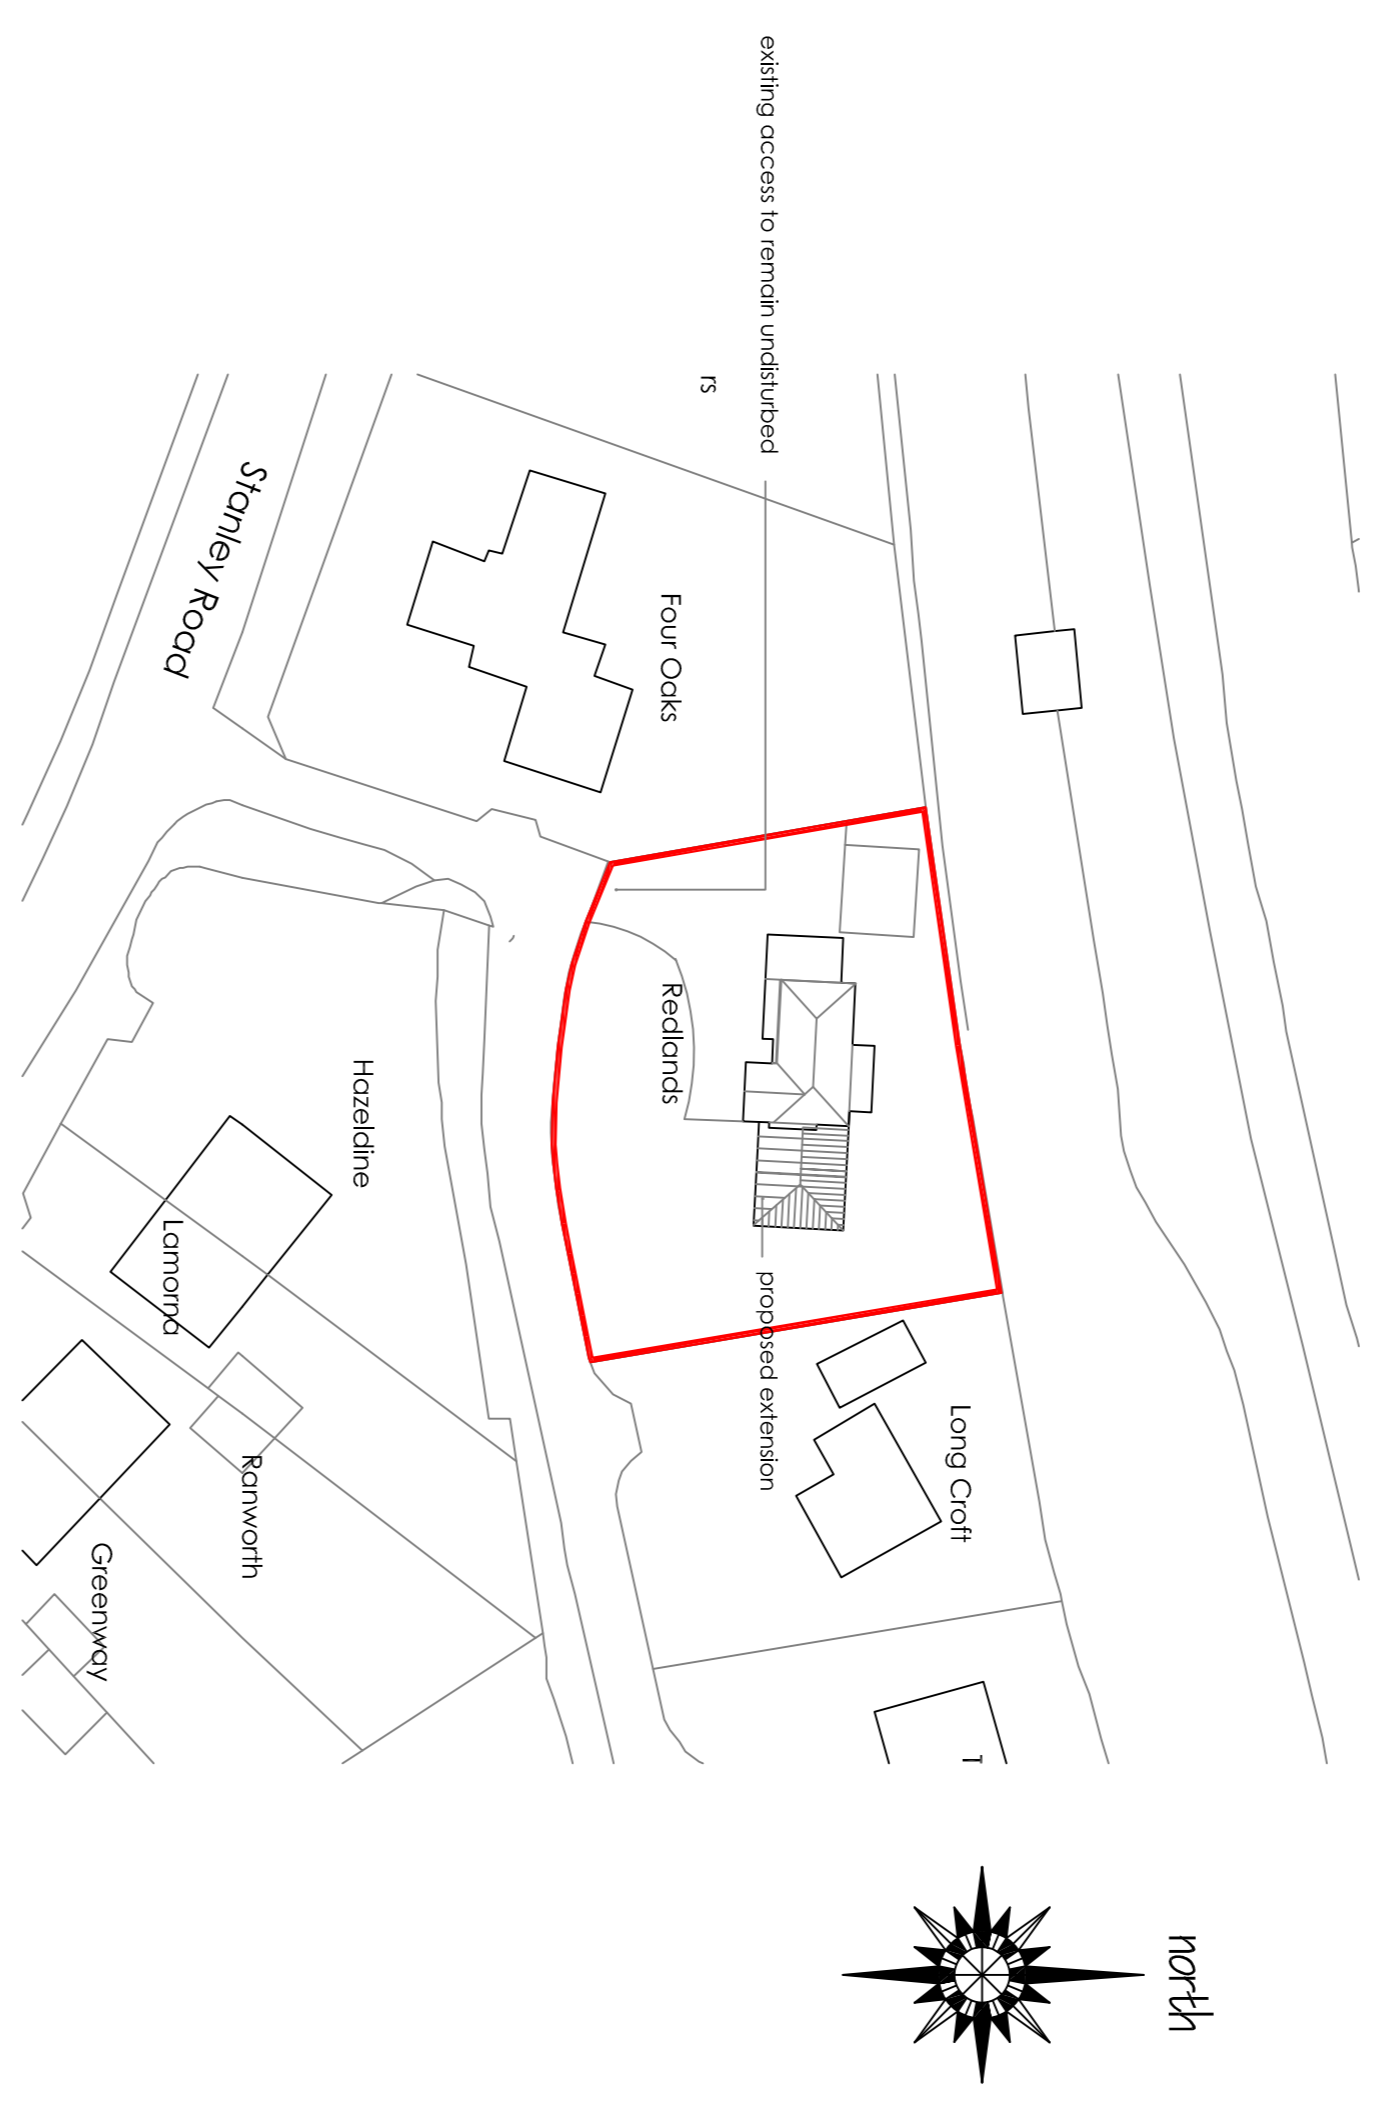 north
Long Croft
T
existing access to remain undisturbed
proposed extension
rs
Four Oaks
Redlands
Hazeldine
Stanley Road
Ranworth
Lamorna
Greenway